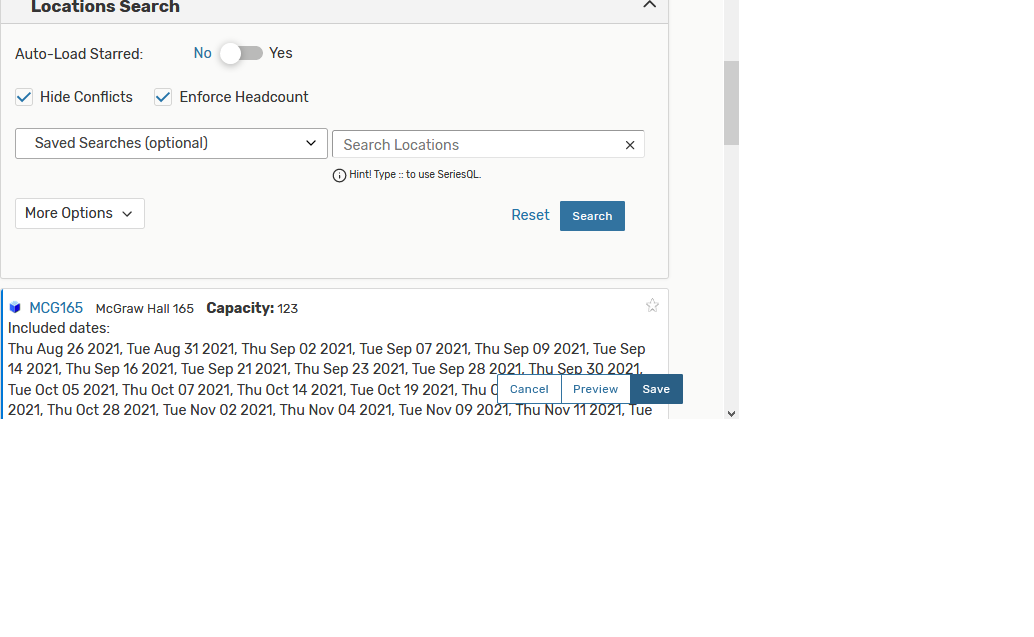 Locations Search
Auto-Load Starred: No Yes
Hide Conflicts Enforce Headcount
Saved Searches (optional) Search Locations
Hint! Type :: to use SeriesQL.
More Options Reset Search
MCG165 McGraw Hall 165 Capacity: 123
Included dates:
Thu Aug 26 2021, Tue Aug 31 2021, Thu Sep 02 2021, Tue Sep 07 2021, Thu Sep 09 2021, Tue Sep
14 2021, Thu Sep 16 2021, Tue Sep 21 2021, Thu Sep 23 2021, Tue Sep 28 2021, Thu Sep 30 2021,
Tue Oct 05 2021, Thu Oct 07 2021, Thu Oct 14 2021, Tue Oct 19 2021, Thu
Cancel Preview Save
2021, Thu Oct 28 2021, Tue Nov 02 2021, Thu Nov 04 2021, Tue Nov 09 2021, Thu Nov 11 2021, Tue